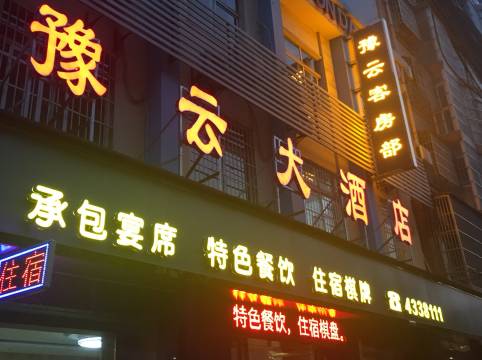 豫云大酒店
豫云客房部
承包宴席 特色餐饮 住宿棋牌 ☎4338111
住宿
特色餐饮，住宿棋盘。